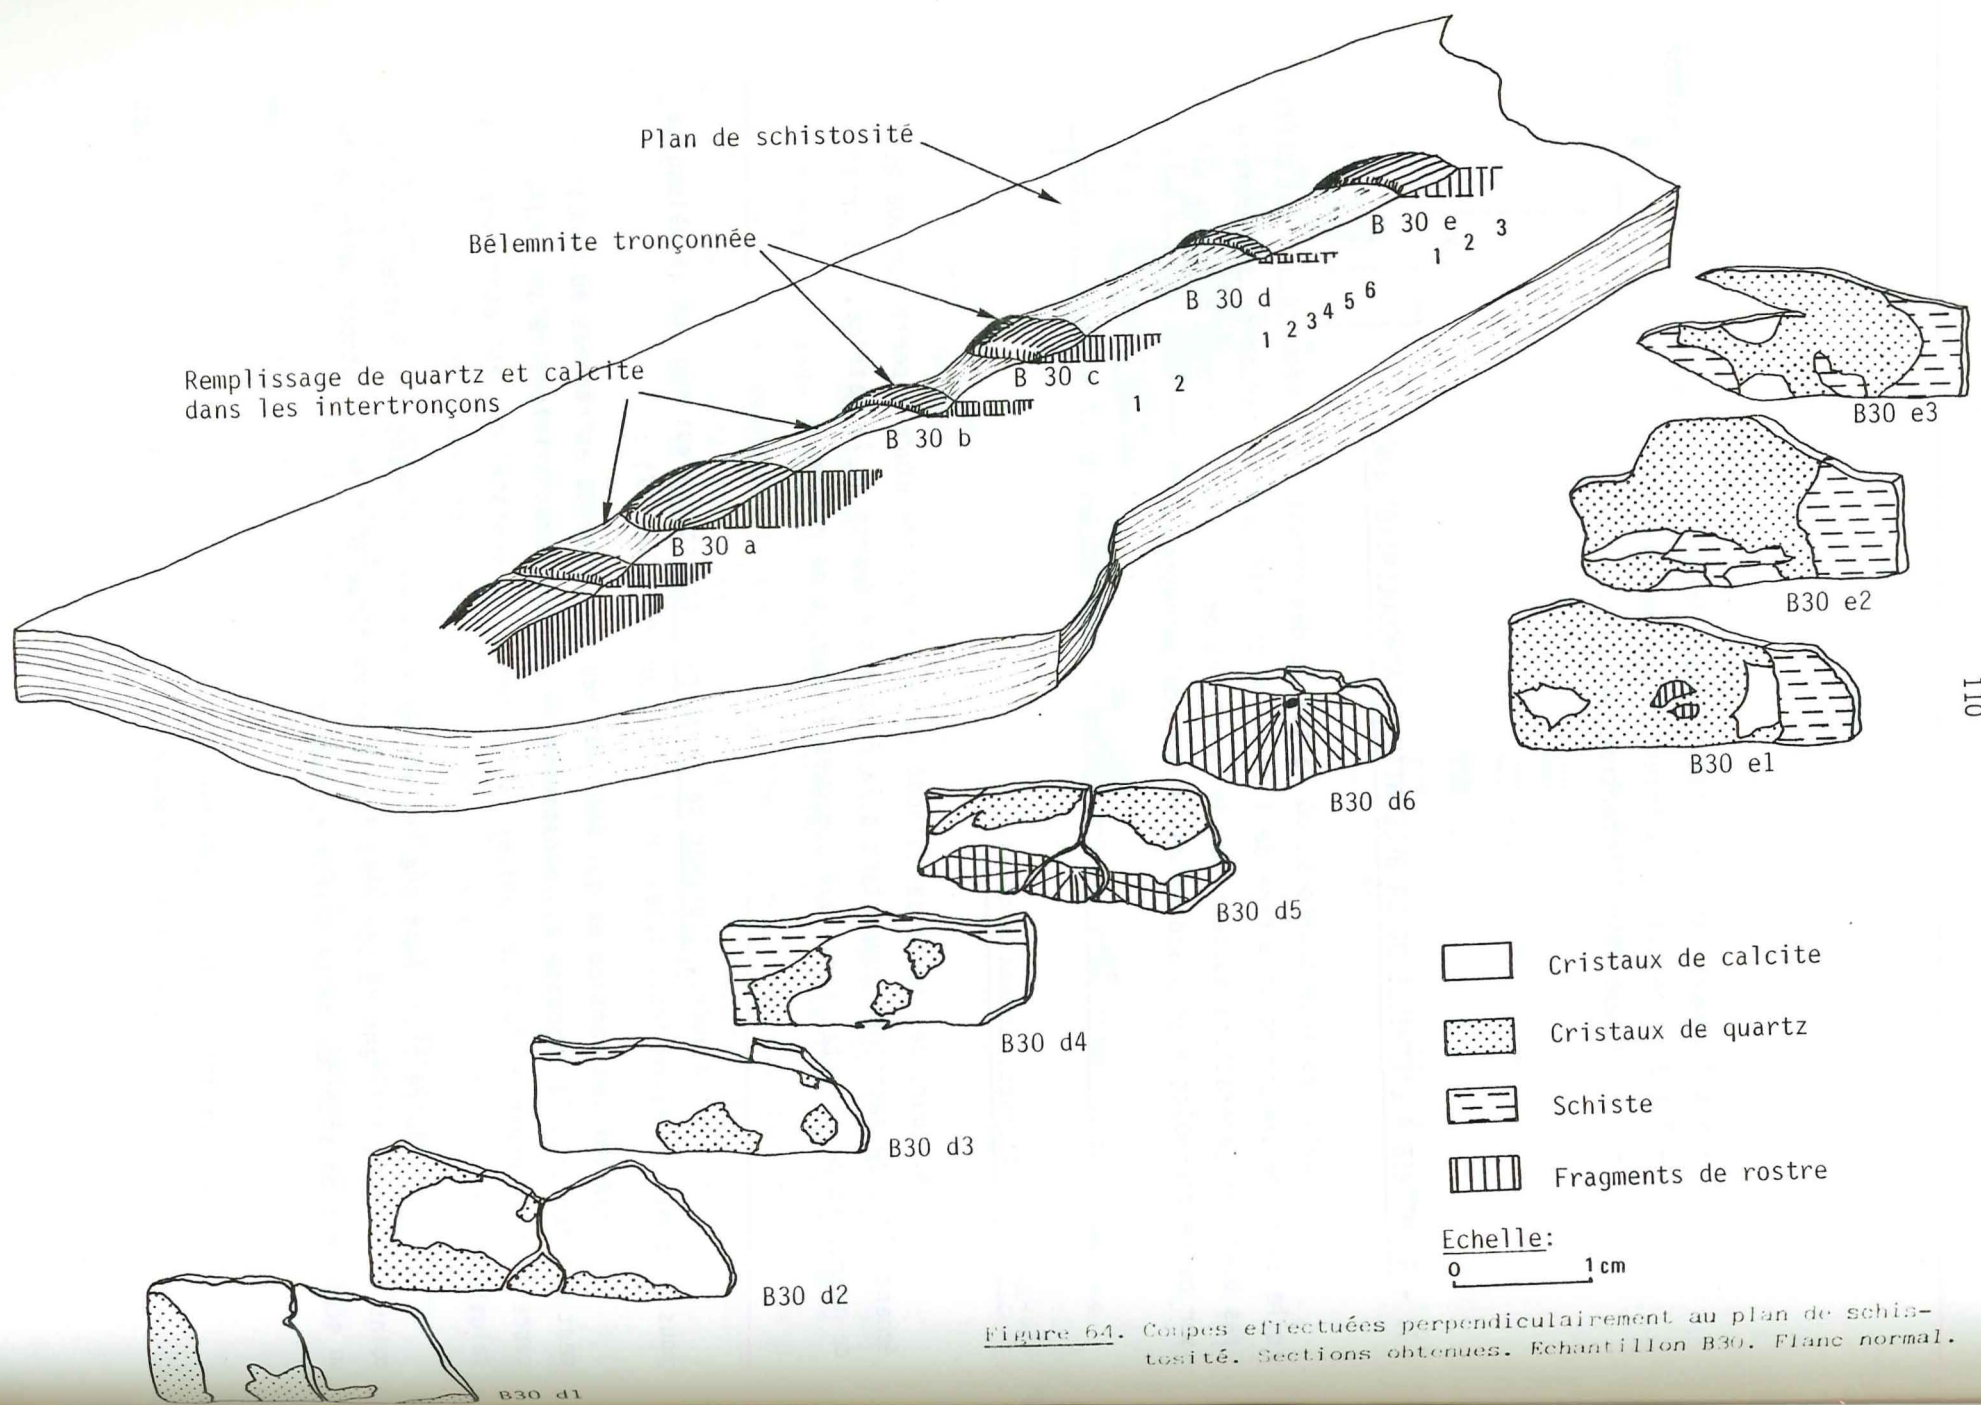 Plan de schistosité
Bélemnite tronçonnée
Remplissage de quartz et calcite
dans les intertronçons
B 30 e
1 2 3
B 30 d
1 2 3 4 5 6
B 30 c
1 2
B 30 b
B 30 a
B30 e3
B30 e2
B30 e1
110
B30 d6
B30 d5
B30 d4
B30 d3
B30 d2
B30 d1
Cristaux de calcite
Cristaux de quartz
Schiste
Fragments de rostre
Echelle:
0 1 cm
Figure 64. Coupes effectuées perpendiculairement au plan de schis-
tosité. Sections obtenues. Echantillon B30. Flanc normal.